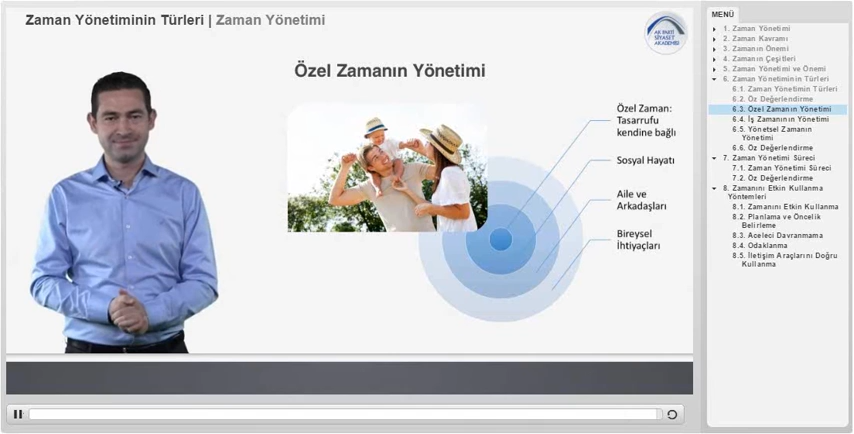 Zaman Yönetiminin Türleri | Zaman Yönetimi
AK PARTİ
SİYASET
AKADEMİSİ
Özel Zamanın Yönetimi
Özel Zaman:
Tasarrufu
kendine bağlı
Sosyal Hayatı
Aile ve
Arkadaşları
Bireysel
İhtiyaçları
MENÜ
1. Zaman Yönetimi
2. Zaman Kavramı
3. Zamanın Önemi
4. Zamanın Çeşitleri
5. Zaman Yönetimi ve Önemi
6. Zaman Yönetiminin Türleri
6.1. Zaman Yönetimin Türleri
6.2. Öz Değerlendirme
6.3. Özel Zamanın Yönetimi
6.4. İş Zamanının Yönetimi
6.5. Yönetsel Zamanın
Yönetimi
6.6. Öz Değerlendirme
7. Zaman Yönetimi Süreci
7.1. Zaman Yönetimi Süreci
7.2. Öz Değerlendirme
8. Zamanını Etkin Kullanma
Yöntemleri
8.1. Zamanını Etkin Kullanma
8.2. Planlama ve Öncelik
Belirleme
8.3. Aceleci Davranmama
8.4. Odaklanma
8.5. İletişim Araçlarını Doğru
Kullanma